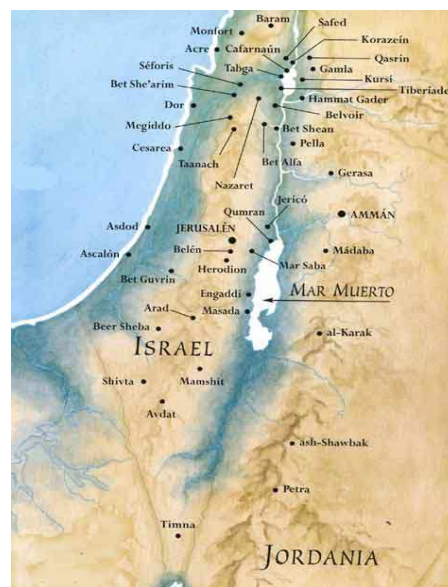 Baram
Monfort
Safed
Acre
Cafarnaún
Korazeín
Tabga
Qasrin
Séforis
Gamla
Bet She'arim
Kursi
Tiberíade
Dor
Hammat Gader
Megiddo
Belvoir
Bet Shean
Cesarea
Pella
Taanach
Bet Alfa
Nazaret
Gerasa
Qumran
Jericó
AMMÁN
Asdod
JERUSALÉN
Ascalón
Belén
Mádaba
Mar Saba
Bet Guvrin
Herodion
Engaddi
MAR MUERTO
Arad
Masada
Beer Sheba
al-Karak
ISRAEL
Shivta
Mamshit
Avdat
ash-Shawbak
Petra
Timna
JORDANIA